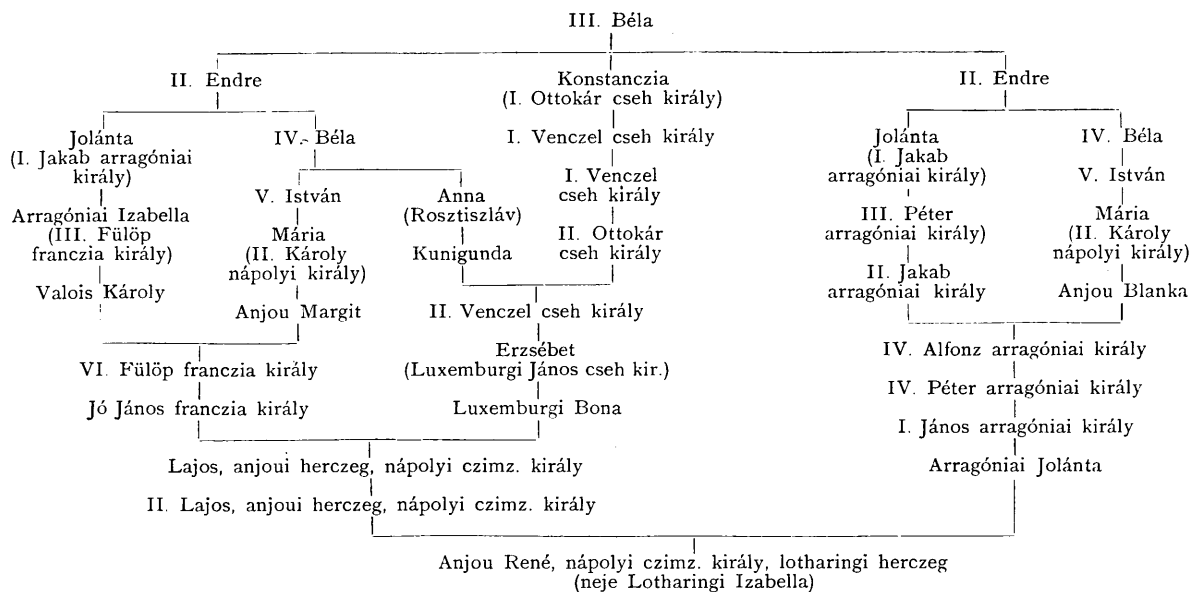 III. Béla
II. Endre
Konstanczia
(I. Ottokár cseh király)
II. Endre
Jolánta
(I. Jakab arragóniai
király)
IV. Béla
I. Venczel cseh király
Jolánta
(I. Jakab
arragóniai király)
IV. Béla
V. István
Anna
(Rosztiszláv)
I. Venczel
cseh király
V. István
Arragóniai Izabella
(III. Fülöp
franczia király)
Mária
(II. Károly
nápolyi király)
Kunigunda
II. Ottokár
cseh király
III. Péter
arragóniai király)
Mária
(II. Károly
nápolyi király)
Valois Károly
Anjou Margit
II. Venczel cseh király
II. Jakab
arragóniai király
Anjou Blanka
VI. Fülöp franczia király
Erzsébet
(Luxemburgi János cseh kir.)
IV. Alfonz arragóniai király
Jó János franczia király
Luxemburgi Bona
IV. Péter arragóniai király
I. János arragóniai király
Lajos, anjoui herczeg, nápolyi czimz. király
Arragóniai Jolánta
II. Lajos, anjoui herczeg, nápolyi czimz. király
Anjou René, nápolyi czimz. király, lotharingi herczeg
(neje Lotharingi Izabella)